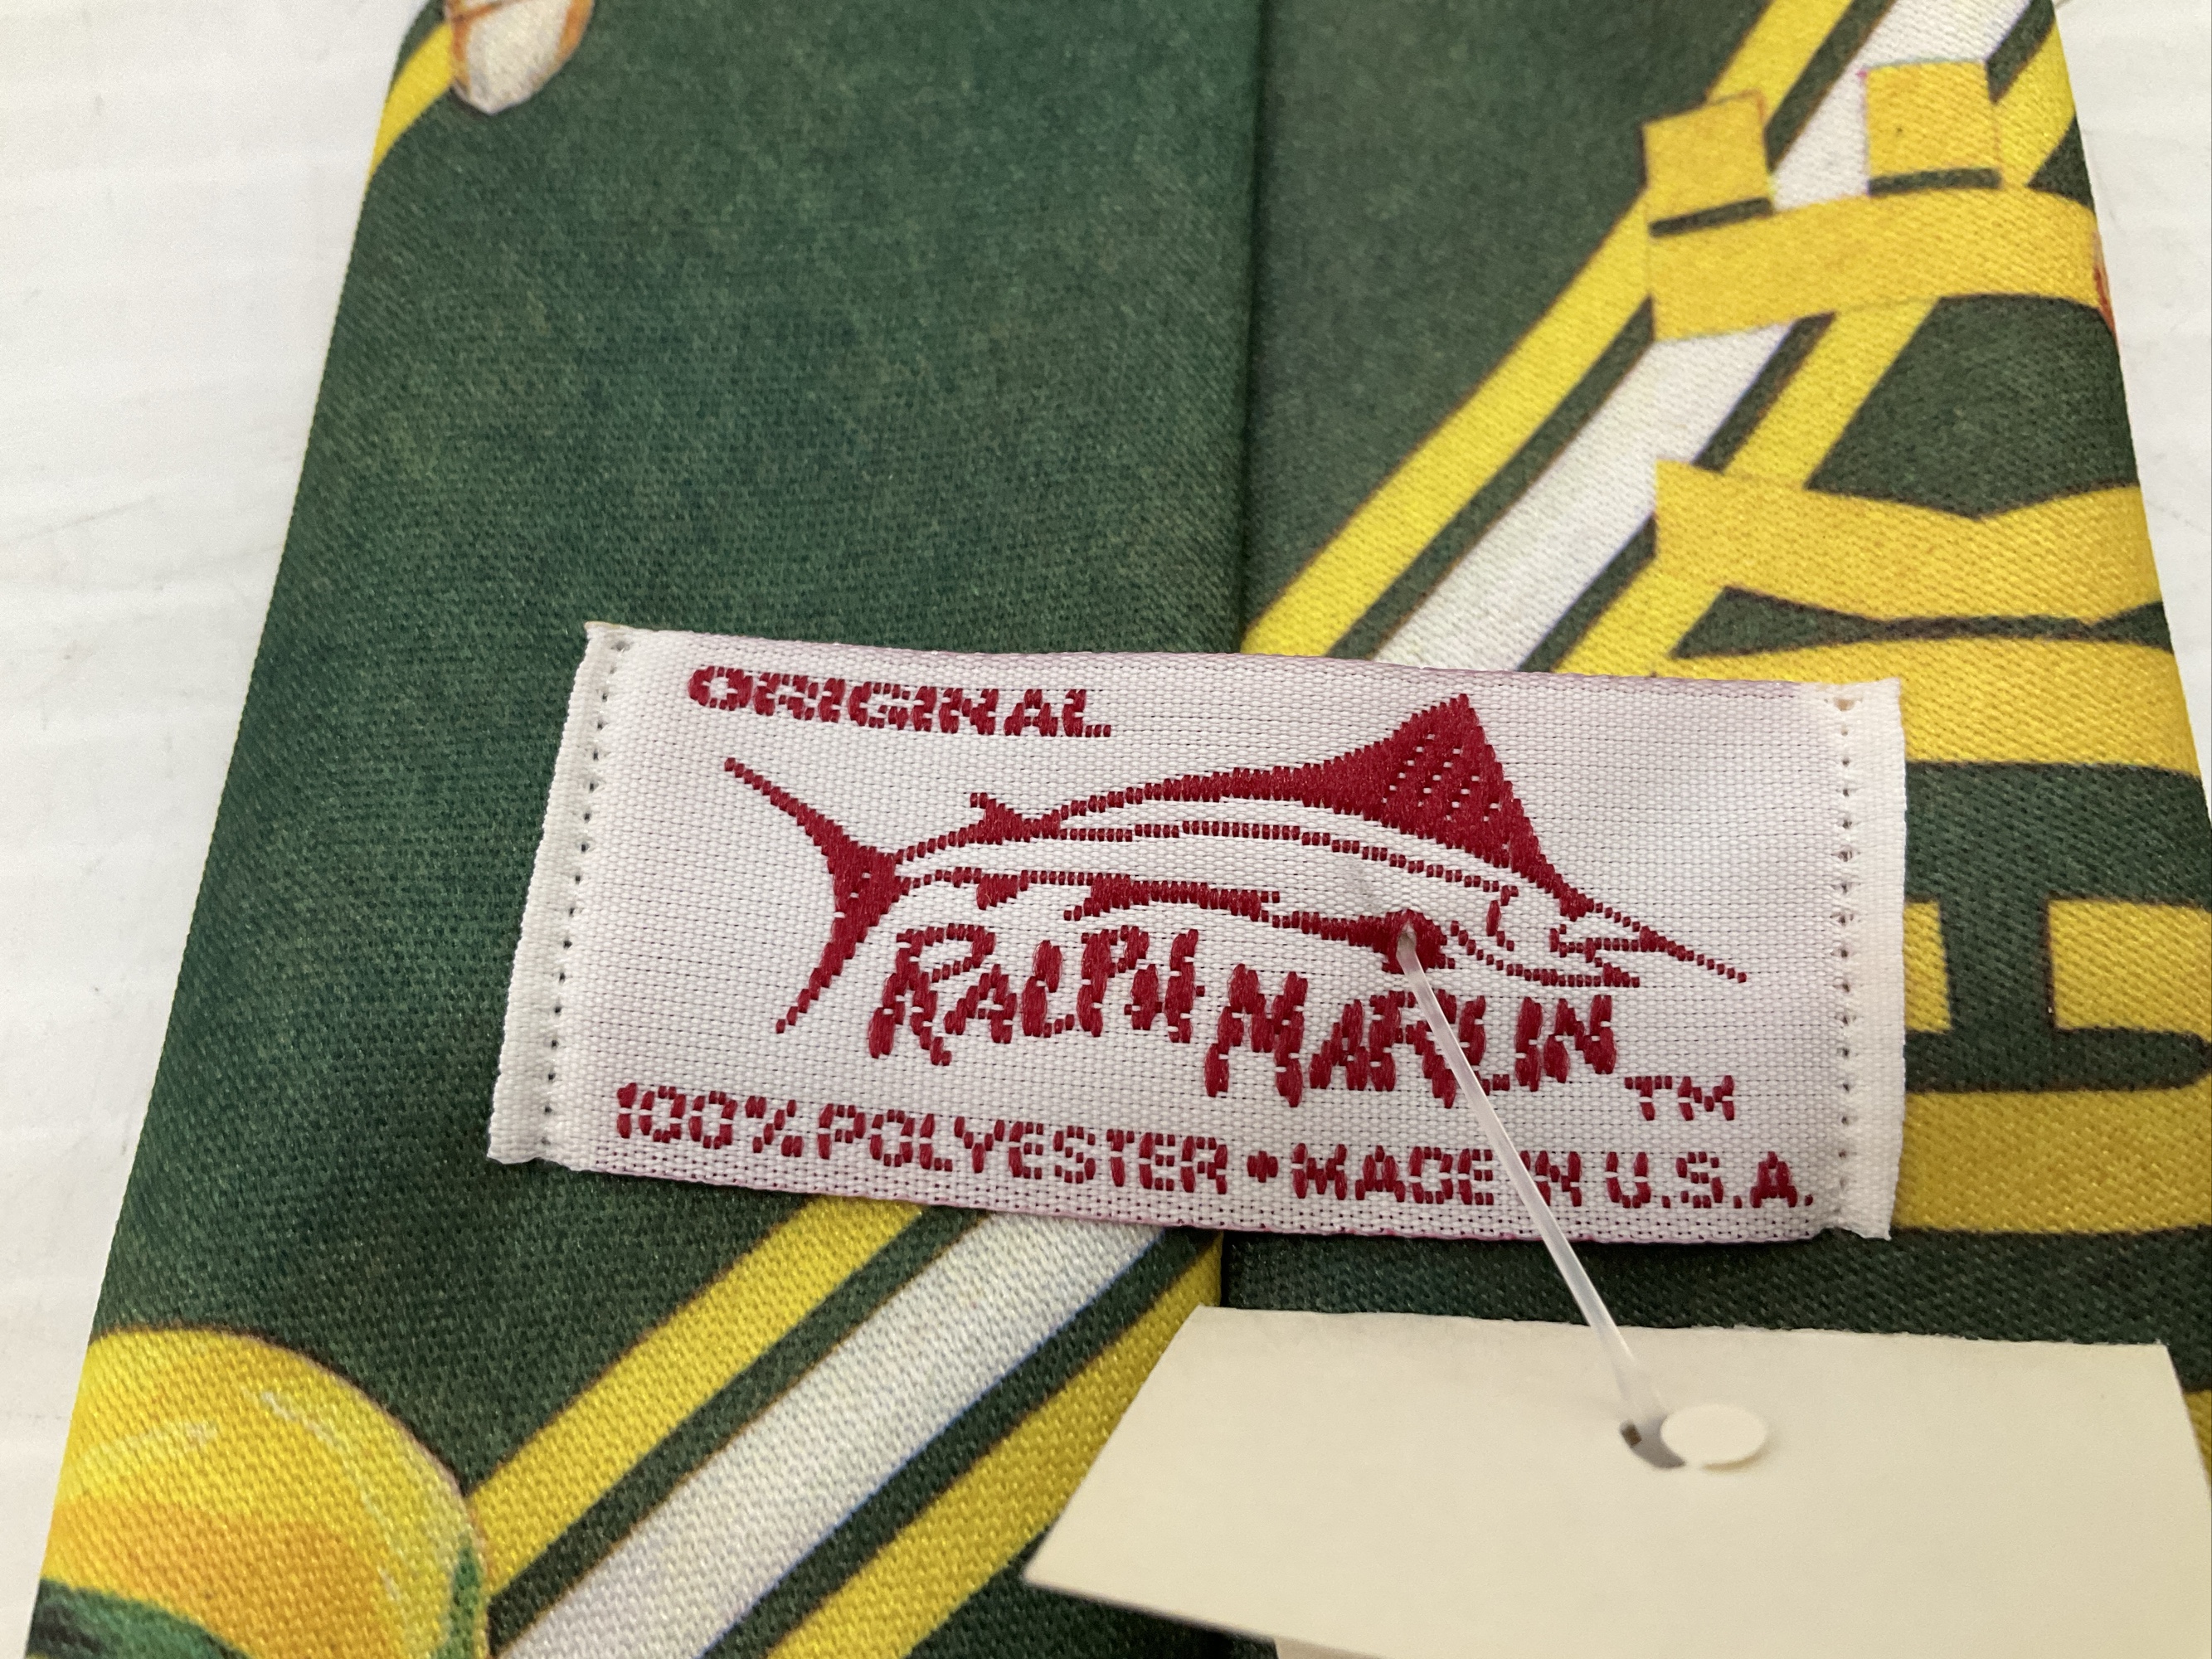 ORIGINAL
RALPH MARLIN TM
100% POLYESTER • MADE IN U.S.A.